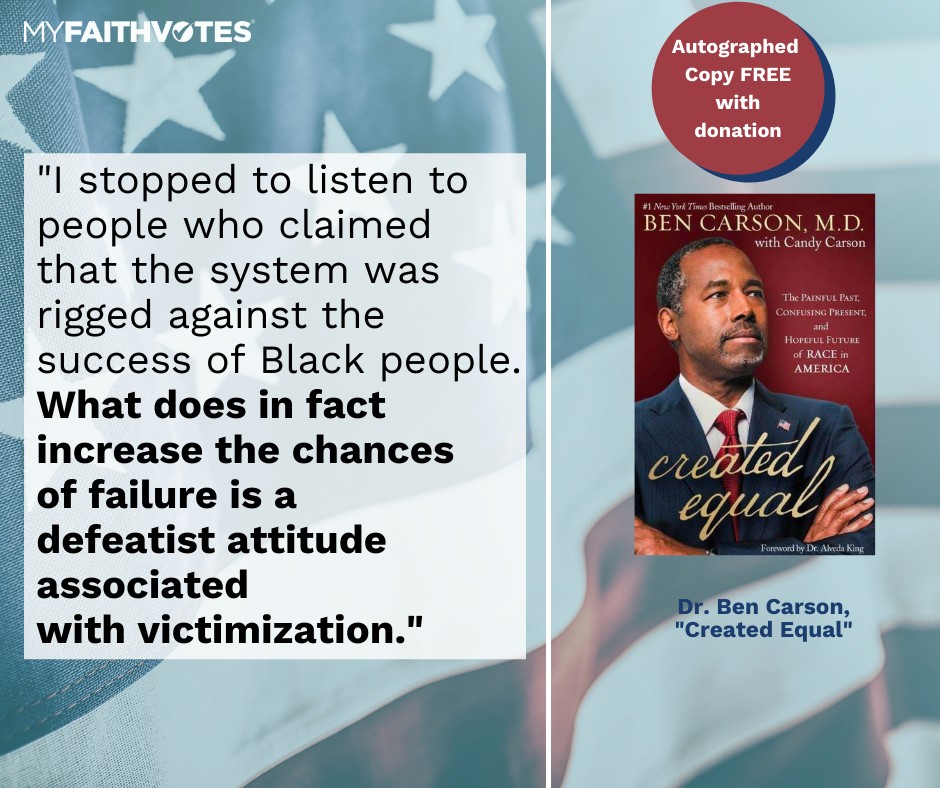 MYFAITHVOTES
"I stopped to listen to
people who claimed
that the system was
rigged against the
success of Black people.
What does in fact
increase the chances
of failure is a
defeatist attitude
associated
with victimization."
Autographed
Copy FREE
with
donation
#1 New York Times Bestselling Author
BEN CARSON, M.D.
with Candy Carson
The PAINFUL PAST,
CONFUSING PRESENT,
and
HOPEFUL FUTURE
of RACE in
AMERICA
created
equal
Foreword by Dr. Alveda King
Dr. Ben Carson,
"Created Equal"